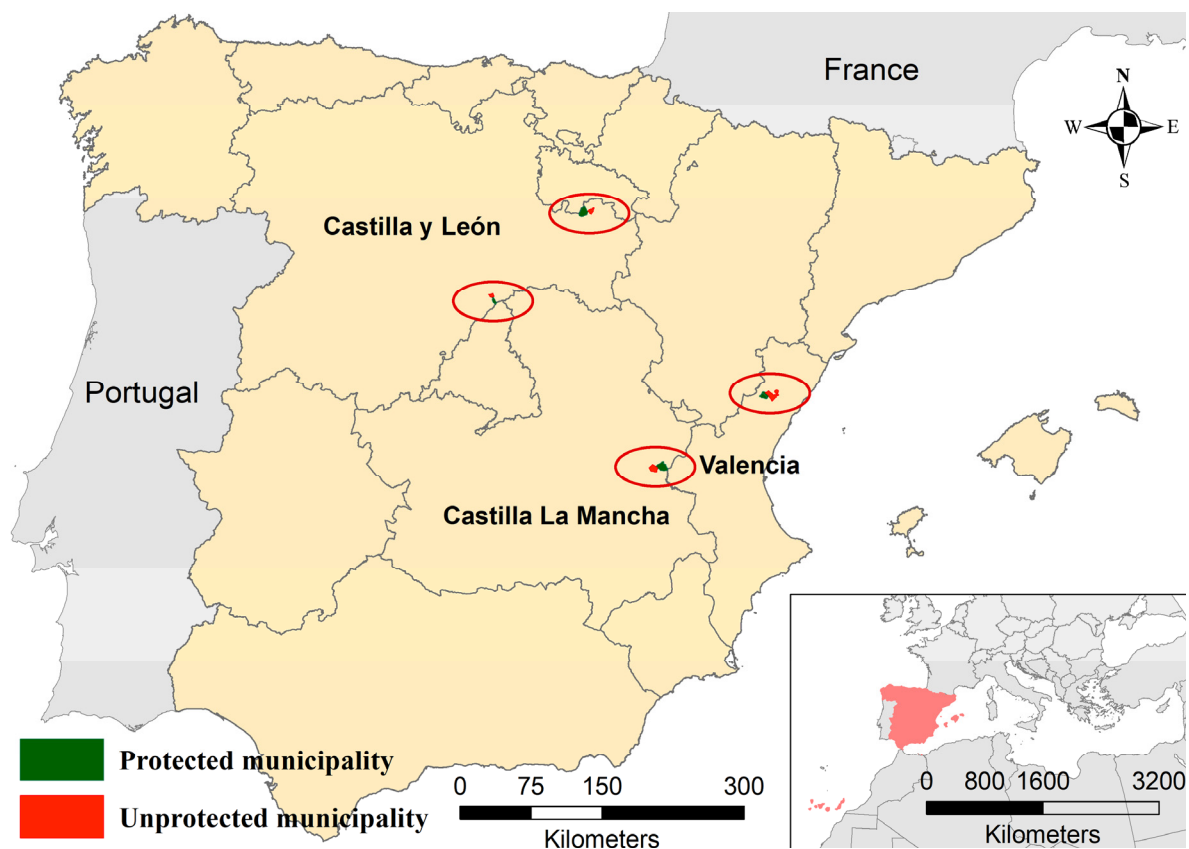 France
N
W
E
S
Castilla y León
Portugal
Valencia
Castilla La Mancha
Protected municipality
Unprotected municipality
0 75 150 300
Kilometers
0 800 1600 3200
Kilometers